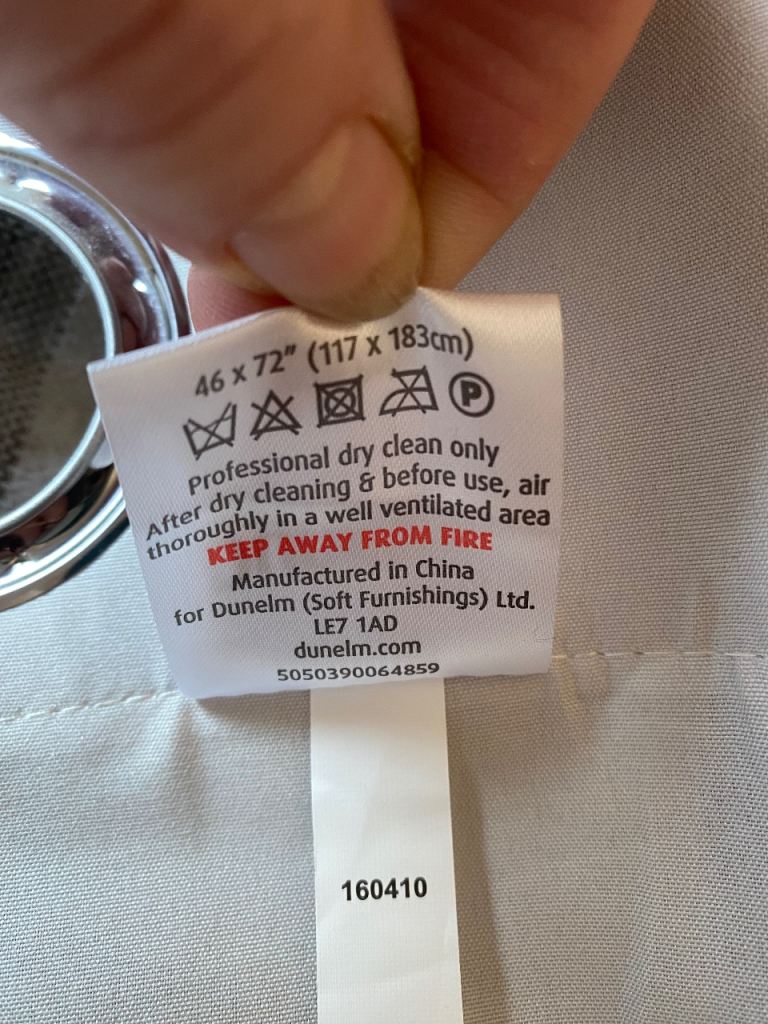 46 x 72" (117 x 183cm)
P
Professional dry clean only
After dry cleaning & before use, air
thoroughly in a well ventilated area
KEEP AWAY FROM FIRE
Manufactured in China
for Dunelm (Soft Furnishings) Ltd.
LE7 1AD
dunelm.com
5050390064859
160410